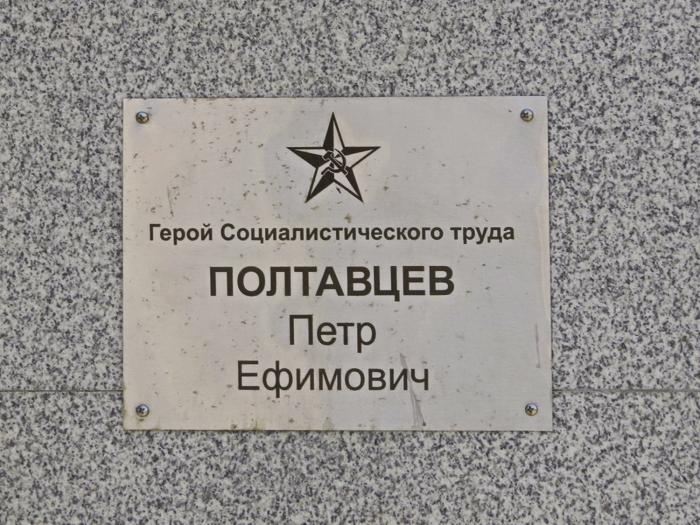 Герой Социалистического труда
ПОЛТАВЦЕВ
Петр
Ефимович